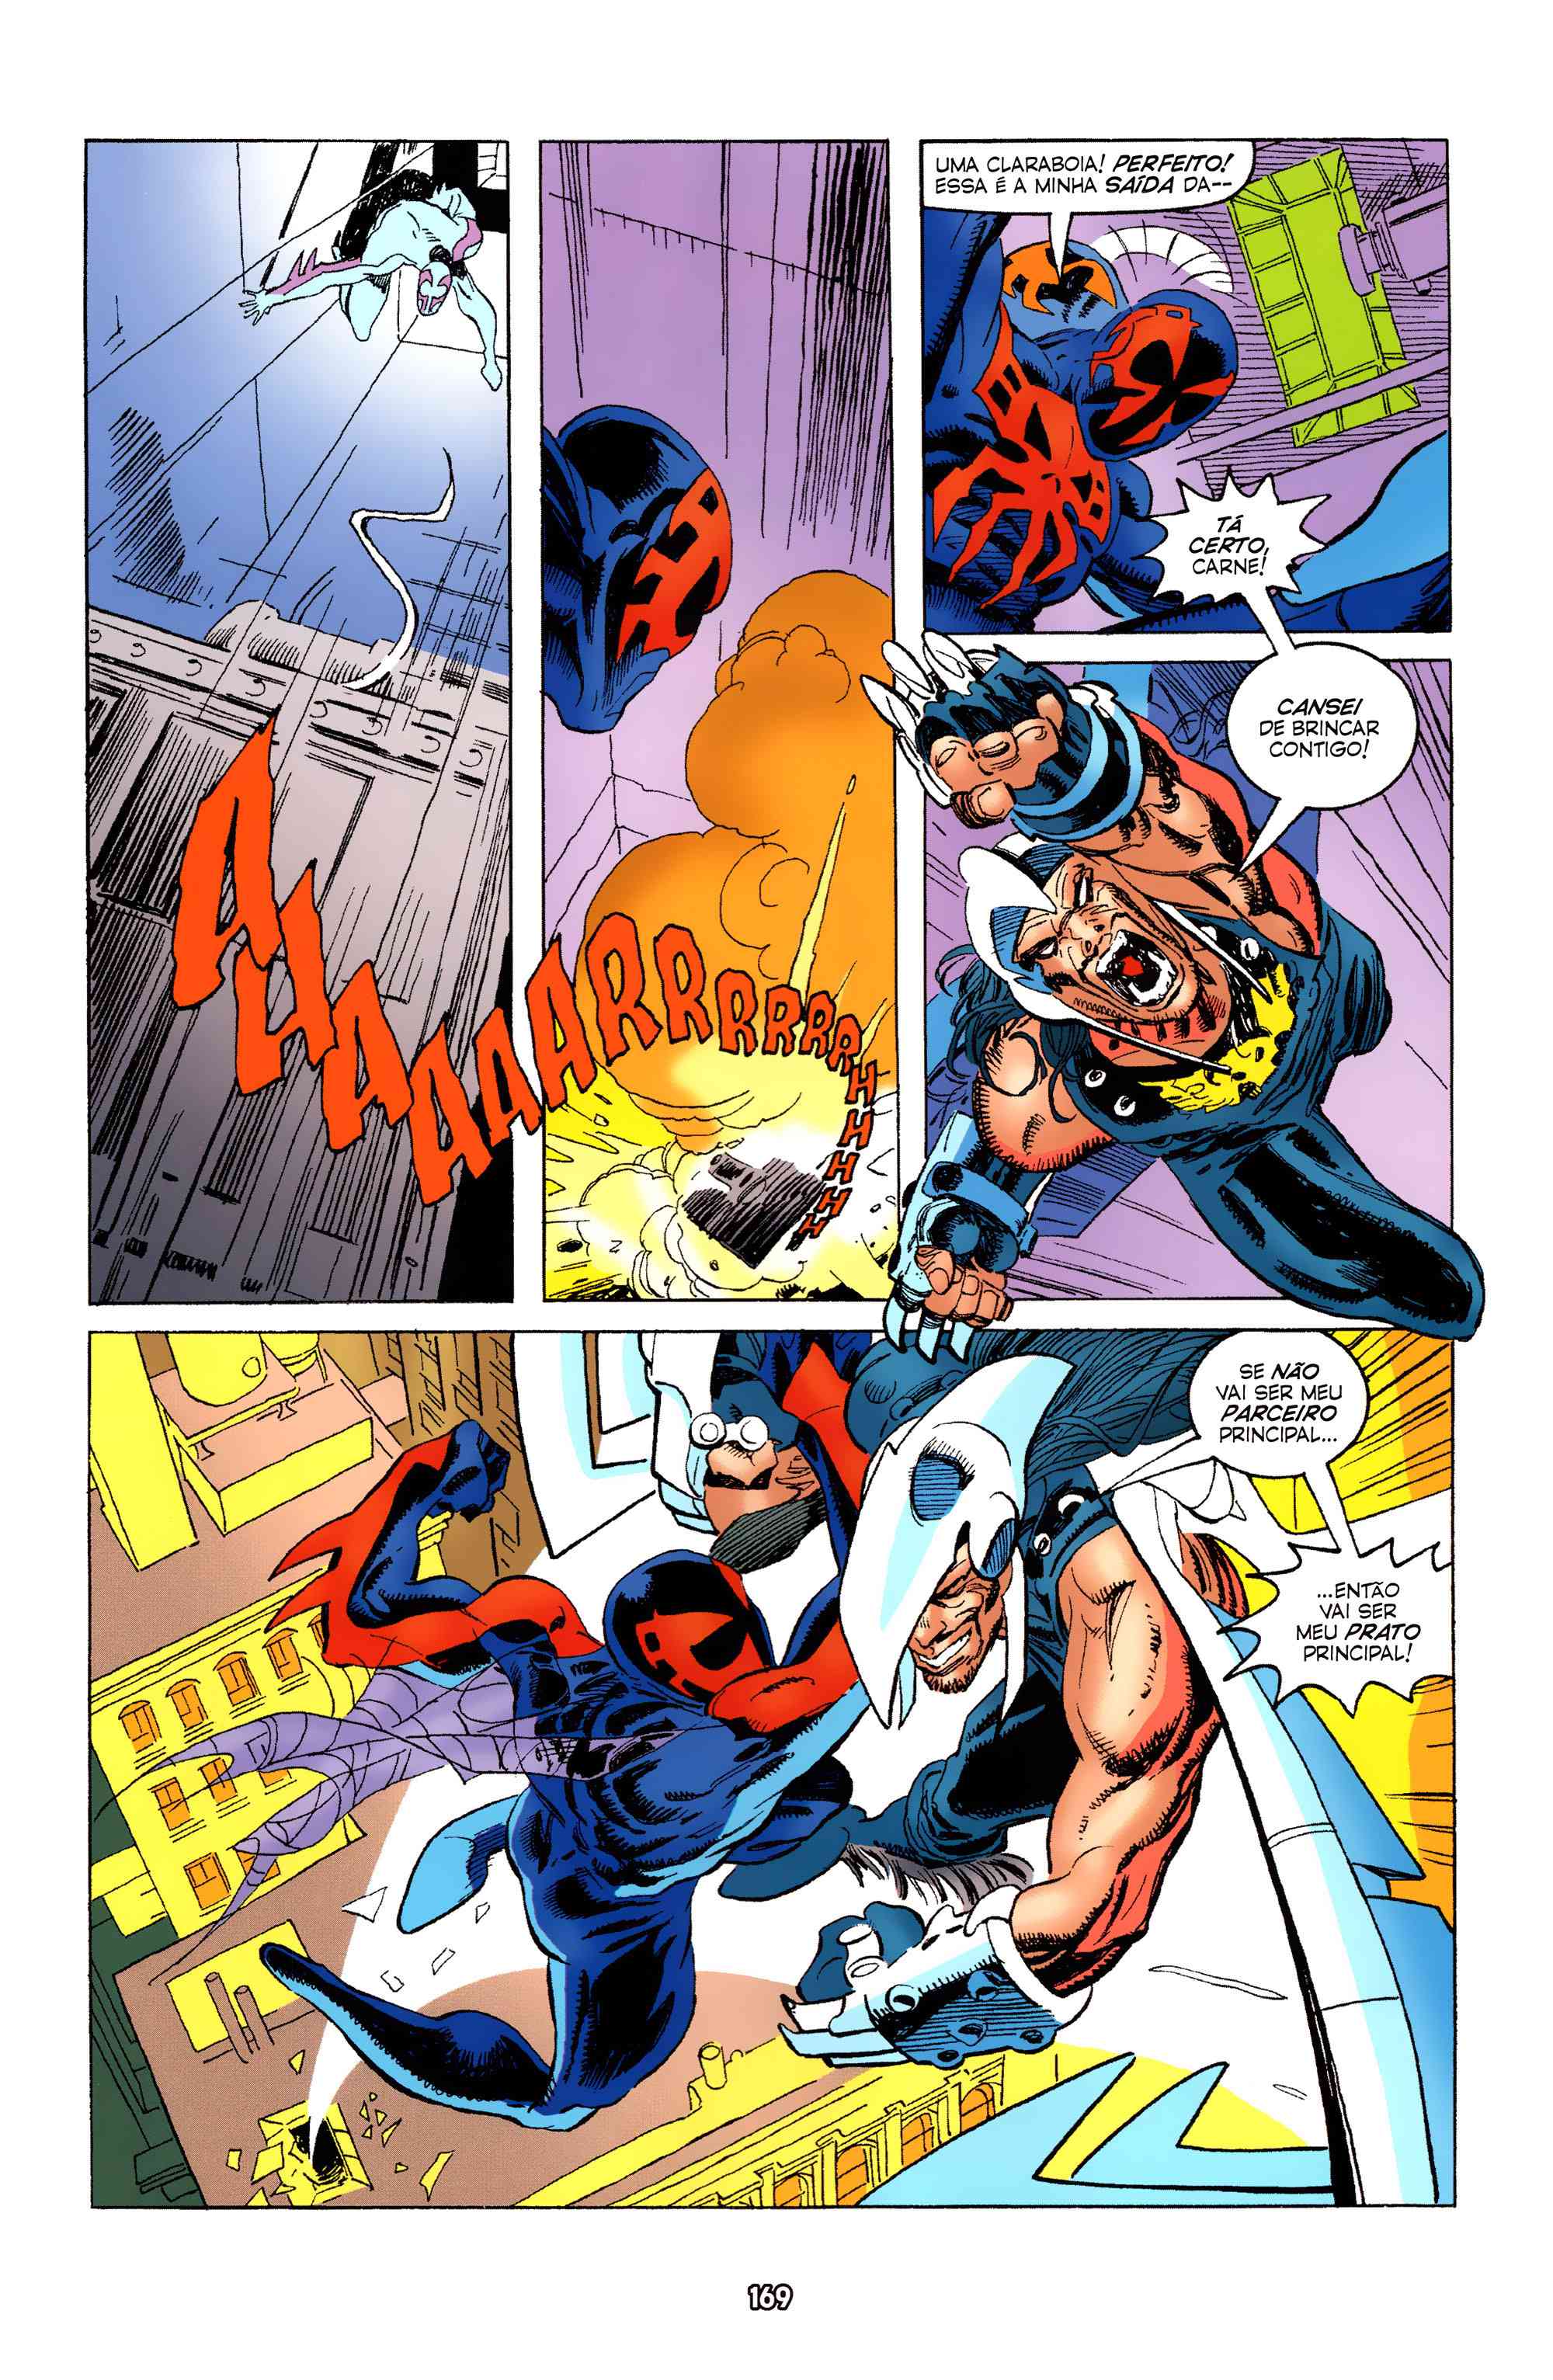 AHAAAAAARRRRRRRRHHHHHH
UMA CLARABOIA! PERFEITO!
ESSA É A MINHA SAÍDA DA--
TÁ
CERTO,
CARNE!
CANSEI
DE BRINCAR
CONTIGO!
SE NÃO
VAI SER MEU
PARCEIRO
PRINCIPAL...
...ENTÃO
VAI SER
MEU PRATO
PRINCIPAL!
169